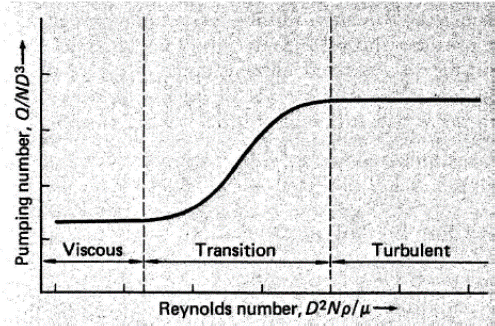 Pumping number, Q/ND³→
Viscous
Transition
Turbulent
Reynolds number, D²Nρ/μ→